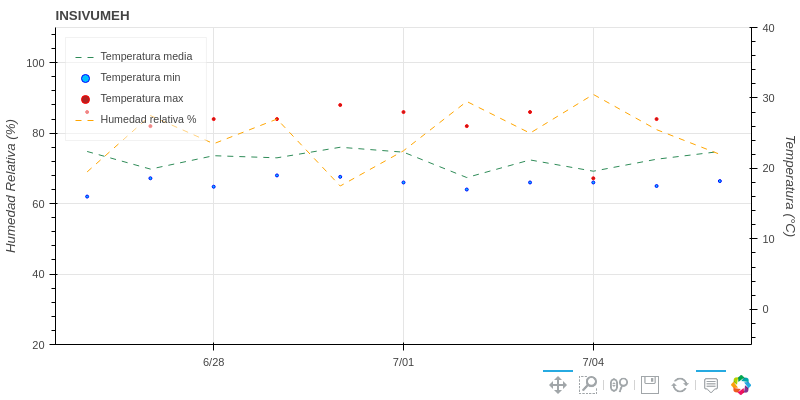 INSIVUMEH
Temperatura media
Temperatura min
Temperatura max
Humedad relativa %
Humedad Relativa (%)
100
80
60
40
20
40
30
20
10
0
Temperatura (°C)
6/28
7/01
7/04